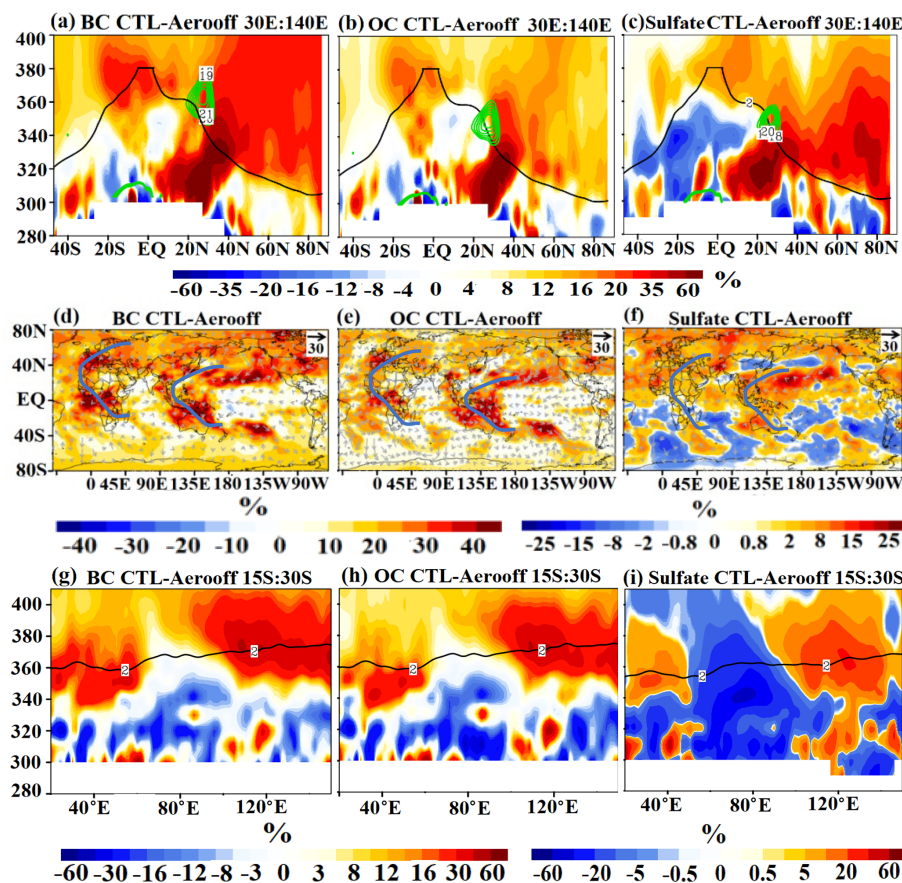 (a) BC CTL-Aerooff 30E:140E
(b) OC CTL-Aerooff 30E:140E
(c) Sulfate CTL-Aerooff 30E:140E
400
380
360
340
320
300
280
19
21
2
20
8
40S 20S EQ 20N 40N 60N 80N
40S 20S EQ 20N 40N 60N 80N
40S 20S EQ 20N 40N 60N 80N
-60 -35 -20 -16 -12 -8 -4 0 4 8 12 16 20 35 60 %
(d) BC CTL-Aerooff
(e) OC CTL-Aerooff
(f) Sulfate CTL-Aerooff
80N
40N
EQ
40S
80S
30
30
30
0 45E 90E 135E 180 135W 90W
0 45E 90E 135E 180 135W 90W
0 45E 90E 135E 180 135W 90W
%
-40 -30 -20 -10 0 10 20 30 40
%
-25 -15 -8 -2 -0.8 0 0.8 2 8 15 25
(g) BC CTL-Aerooff 15S:30S
(h) OC CTL-Aerooff 15S:30S
(i) Sulfate CTL-Aerooff 15S:30S
400
380
360
340
320
300
280
2
2
2
2
2
2
40 E 80 E 120 E
40 E 80 E 120 E
40 E 80 E 120 E
%
-60 -30 -16 -12 -9 -3 0 3 8 12 16 30 60
%
-60 -20 -5 -0.5 0 0.5 5 20 60